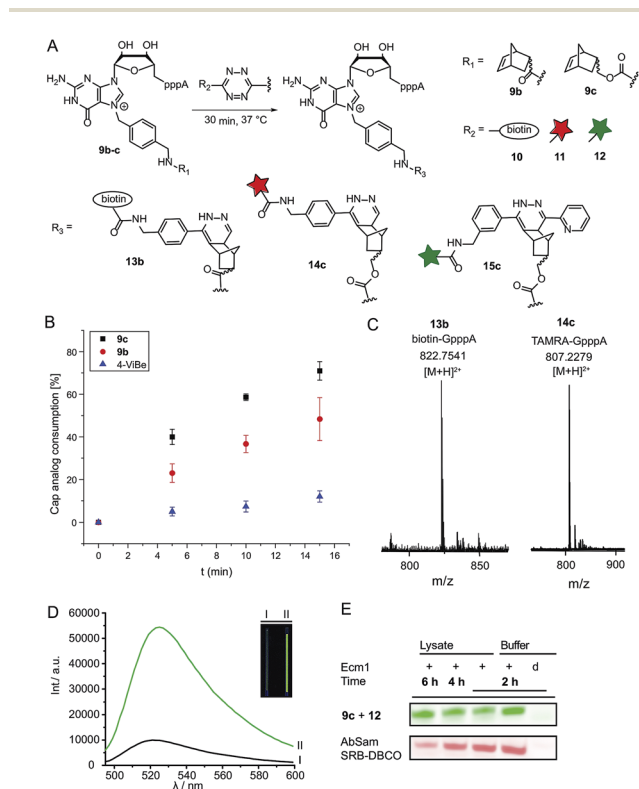 A
OH OH
pppA
H₂N N N
HN N
O N⊕
9b-c
HN-R₁
N=N
R₂ N-N
30 min, 37 °C
OH OH
pppA
H₂N N N
HN N
O N⊕
HN-R₃
R₁ =
O
9b
O O
9c
R₂ = biotin
10 11 12
R₃ =
biotin
O NH
HN-N
O
13b
O NH
HN-N
O
O
14c
HN-N
N
HN
O
O
O
15c
B
Cap analog consumption [%]
80
60
40
20
0
9c
9b
4-ViBe
0 2 4 6 8 10 12 14 16
t (min)
C
13b 14c
biotin-GpppA TAMRA-GpppA
822.7541 807.2279
[M+H]²⁺ [M+H]²⁺
800 850 800 900
m/z m/z
D
Int./ a.u.
60000
50000
40000
30000
20000
10000
0
I II
II
I
500 520 540 560 580 600
λ / nm
E
Lysate Buffer
Ecm1 + + + + d
Time 6 h 4 h 2 h
9c + 12
AbSam
SRB-DBCO